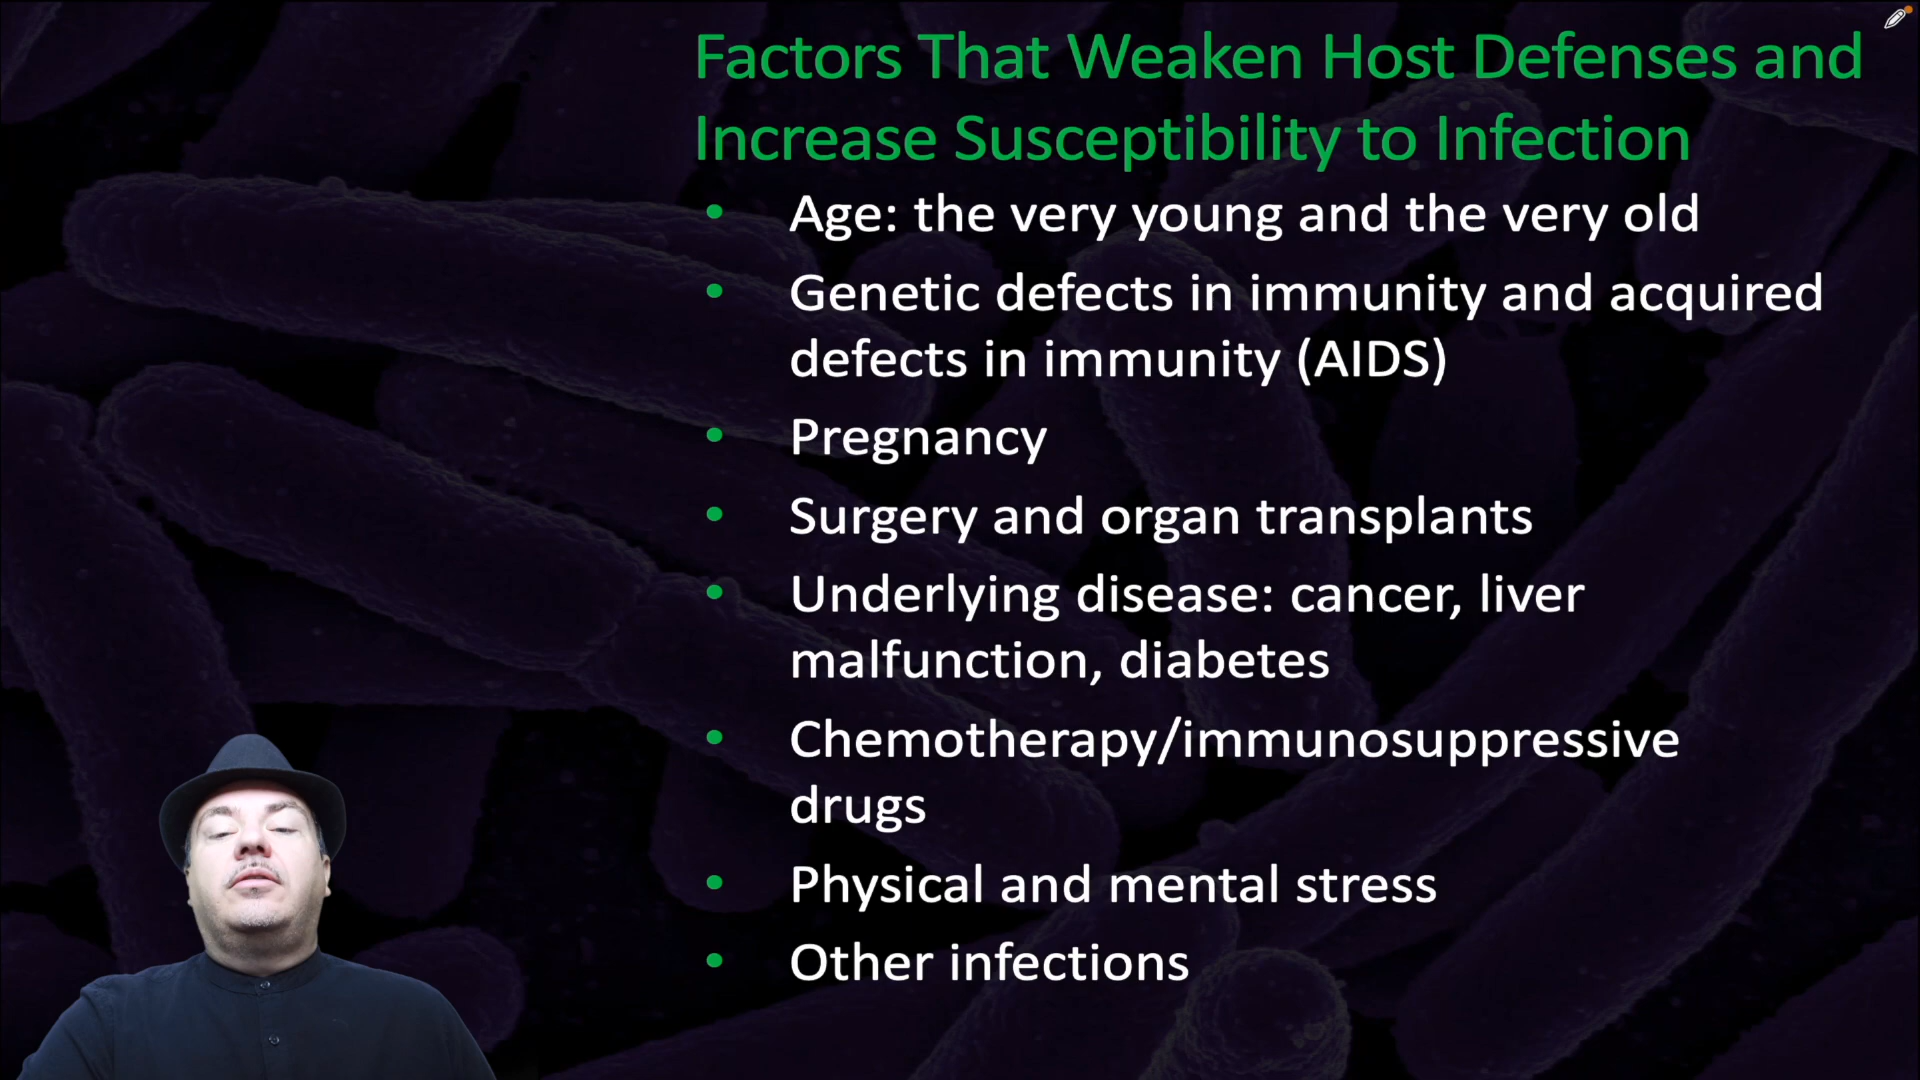 Factors That Weaken Host Defenses and
Increase Susceptibility to Infection
• Age: the very young and the very old
• Genetic defects in immunity and acquired
defects in immunity (AIDS)
• Pregnancy
• Surgery and organ transplants
• Underlying disease: cancer, liver
malfunction, diabetes
• Chemotherapy/immunosuppressive
drugs
• Physical and mental stress
• Other infections